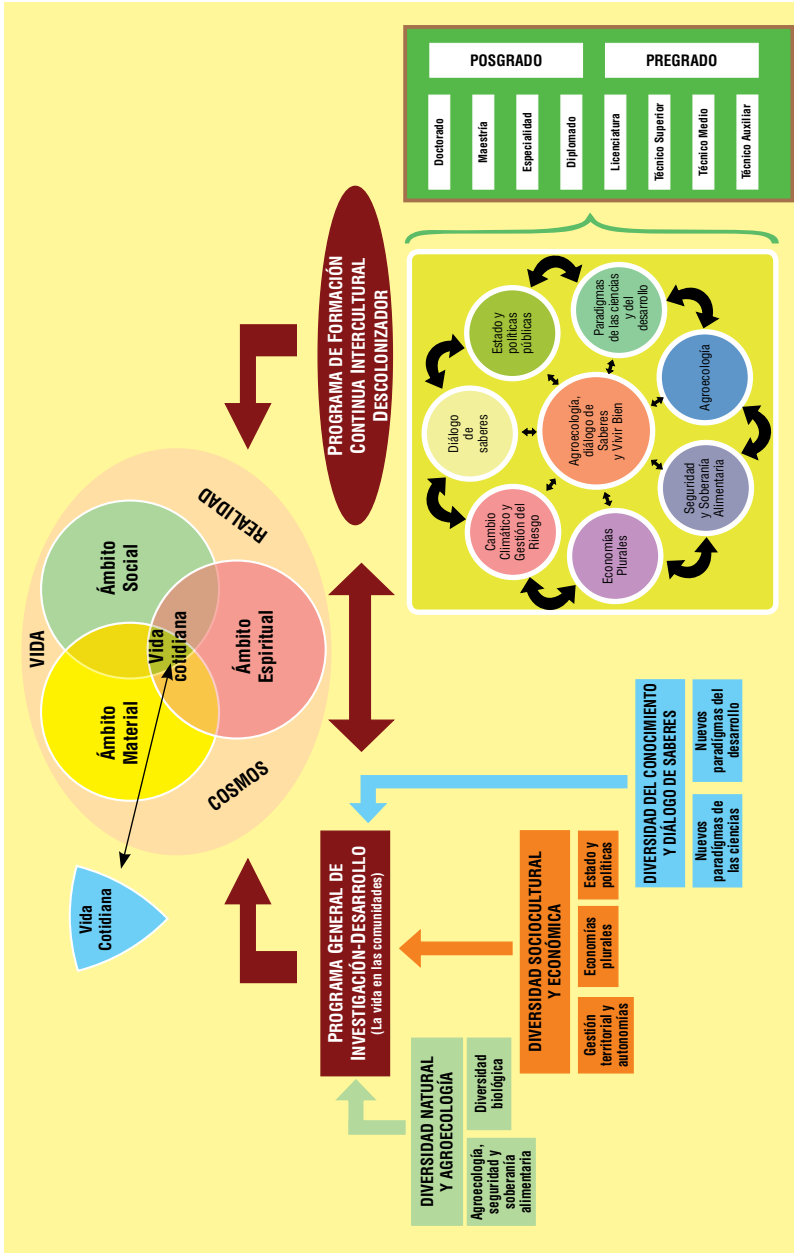 Vida
Cotidiana
VIDA
COSMOS
REALIDAD
Ámbito
Material
Ámbito
Social
Vida
cotidiana
Ámbito
Espiritual
PROGRAMA GENERAL DE
INVESTIGACIÓN-DESARROLLO
(La vida en las comunidades)
PROGRAMA DE FORMACIÓN
CONTINUA INTERCULTURAL
DESCOLONIZADOR
DIVERSIDAD NATURAL
Y AGROECOLOGÍA
Agroecología,
seguridad y
soberanía
alimentaria
Diversidad
biológica
DIVERSIDAD SOCIOCULTURAL
Y ECONÓMICA
Gestión
territorial y
autonomías
Economías
plurales
Estado y
políticas
DIVERSIDAD DEL CONOCIMIENTO
Y DIÁLOGO DE SABERES
Nuevos
paradígmas de
las ciencias
Nuevos
paradígmas del
desarrollo
Diálogo
de
saberes
Estado y
políticas
públicas
Paradigmas
de las ciencias
y del
desarrollo
Agroecología
Seguridad
y Soberanía
Alimentaria
Economías
Plurales
Cambio
Climático y
Gestión del
Riesgo
Agroecología,
diálogo de
Saberes
y Vivir Bien
POSGRADO
Doctorado
Maestría
Especialidad
Diplomado
PREGRADO
Licenciatura
Técnico Superior
Técnico Medio
Técnico Auxiliar